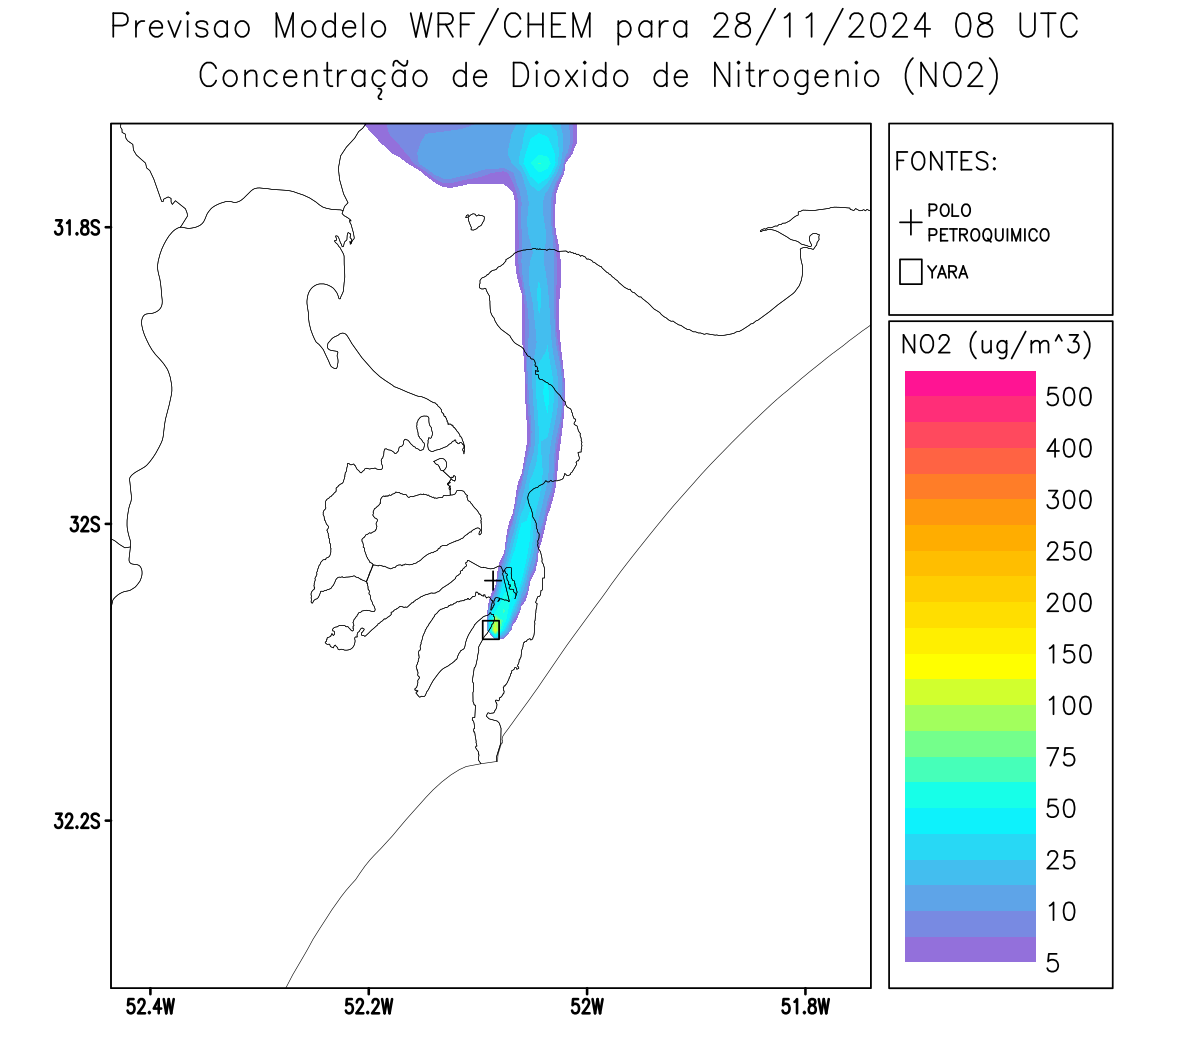 Previsao Modelo WRF/CHEM para 28/11/2024 08 UTC
Concentração de Dioxido de Nitrogenio (NO2)
FONTES:
POLO
PETROQUIMICO
YARA
NO2 (ug/m^3)
500
400
300
250
200
150
100
75
50
25
10
5
31.8S
32S
32.2S
52.4W
52.2W
52W
51.8W